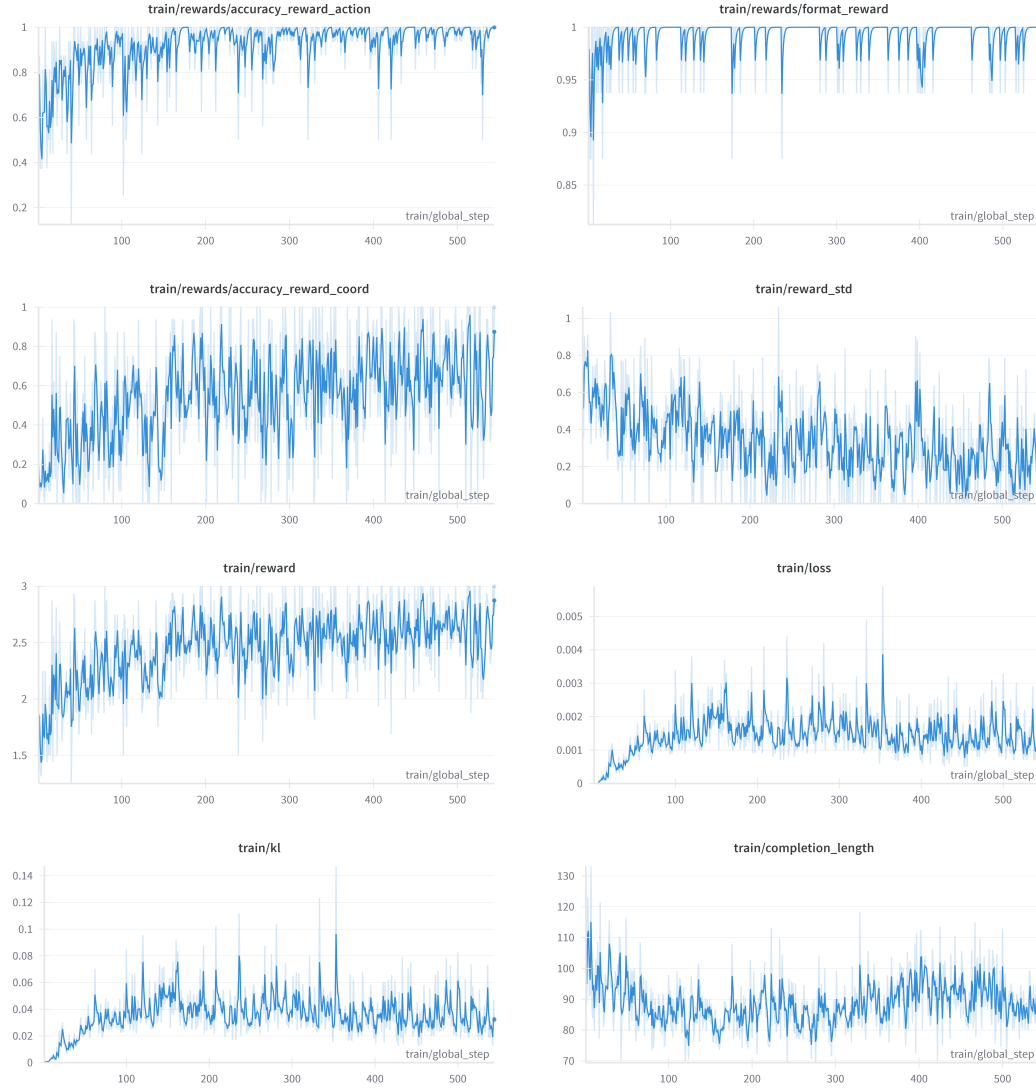 train/rewards/accuracy_reward_action
1
0.8
0.6
0.4
0.2
train/global_step
100 200 300 400 500
train/rewards/format_reward
1
0.95
0.9
0.85
train/global_step
100 200 300 400 500
train/rewards/accuracy_reward_coord
1
0.8
0.6
0.4
0.2
0
train/global_step
100 200 300 400 500
train/reward_std
1
0.8
0.6
0.4
0.2
0
train/global_step
100 200 300 400 500
train/reward
3
2.5
2
1.5
train/global_step
100 200 300 400 500
train/loss
0.005
0.004
0.003
0.002
0.001
0
train/global_step
100 200 300 400 500
train/kl
0.14
0.12
0.1
0.08
0.06
0.04
0.02
0
train/global_step
100 200 300 400 500
train/completion_length
130
120
110
100
90
80
70
train/global_step
100 200 300 400 500